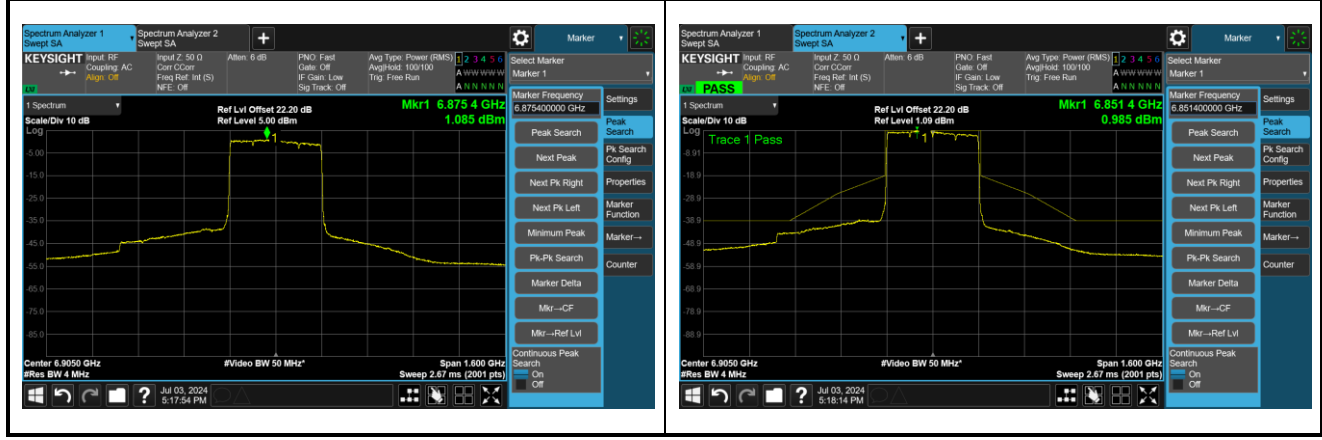 Spectrum Analyzer 1
Swept SA
Spectrum Analyzer 2
Swept SA
Marker
KEYSIGHT
Input: RF
Coupling: AC
Align: Off
Input Z: 50 Ω
Corr CCorr
Freq Ref: Int (S)
NFE: Off
Atten: 6 dB
PNO: Fast
Gate: Off
IF Gain: Low
Sig Track: Off
Avg Type: Power (RMS)
Avg|Hold: 100/100
Trig: Free Run
1 2 3 4 5 6
A W W W W W
A N N N N N
Select Marker
Marker 1
1 Spectrum
Scale/Div 10 dB
Log
Ref Lvl Offset 22.20 dB
Ref Level 5.00 dBm
Mkr1 6.875 4 GHz
1.085 dBm
1
-5.00
-15.0
-25.0
-35.0
-45.0
-55.0
-65.0
-75.0
-85.0
Center 6.9050 GHz
#Res BW 4 MHz
#Video BW 50 MHz*
Span 1.600 GHz
Sweep 2.67 ms (2001 pts)
Marker Frequency
6.875400000 GHz
Peak Search
Next Peak
Next Pk Right
Next Pk Left
Minimum Peak
Pk-Pk Search
Marker Delta
Mkr→CF
Mkr→Ref Lvl
Continuous Peak
Search
On
Off
Settings
Peak
Search
Pk Search
Config
Properties
Marker
Function
Marker→
Counter
?
Jul 03, 2024
5:17:54 PM
Spectrum Analyzer 1
Swept SA
Spectrum Analyzer 2
Swept SA
Marker
KEYSIGHT
Input: RF
Coupling: AC
Align: Off
PASS
Input Z: 50 Ω
Corr CCorr
Freq Ref: Int (S)
NFE: Off
Atten: 6 dB
PNO: Fast
Gate: Off
IF Gain: Low
Sig Track: Off
Avg Type: Power (RMS)
Avg|Hold: 100/100
Trig: Free Run
1 2 3 4 5 6
A W W W W W
A N N N N N
Select Marker
Marker 1
1 Spectrum
Scale/Div 10 dB
Log
Ref Lvl Offset 22.20 dB
Ref Level 1.09 dBm
Mkr1 6.851 4 GHz
0.985 dBm
Trace 1 Pass
1
-8.91
-18.9
-28.9
-38.9
-48.9
-58.9
-68.9
-78.9
-88.9
Center 6.9050 GHz
#Res BW 4 MHz
#Video BW 50 MHz*
Span 1.600 GHz
Sweep 2.67 ms (2001 pts)
Marker Frequency
6.851400000 GHz
Peak Search
Next Peak
Next Pk Right
Next Pk Left
Minimum Peak
Pk-Pk Search
Marker Delta
Mkr→CF
Mkr→Ref Lvl
Continuous Peak
Search
On
Off
Settings
Peak
Search
Pk Search
Config
Properties
Marker
Function
Marker→
Counter
?
Jul 03, 2024
5:18:14 PM